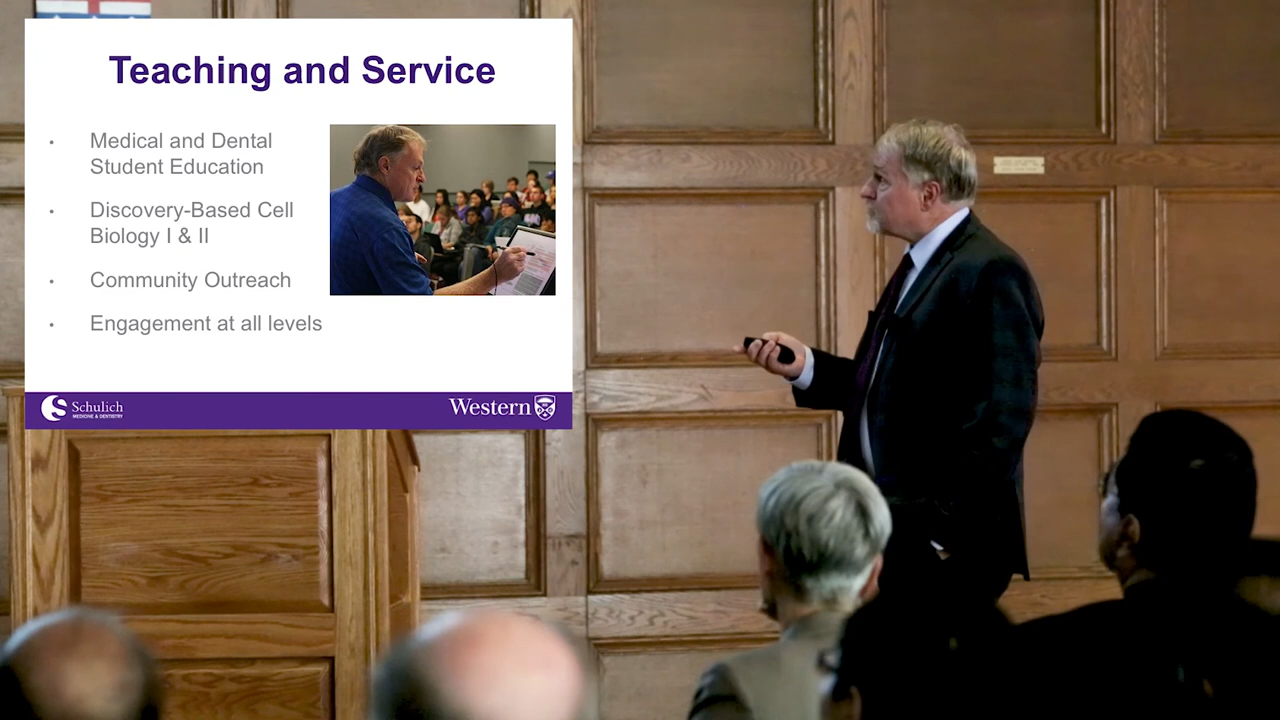 Teaching and Service
• Medical and Dental
Student Education
• Discovery-Based Cell
Biology I & II
• Community Outreach
• Engagement at all levels
Schulich
MEDICINE & DENTISTRY
Western